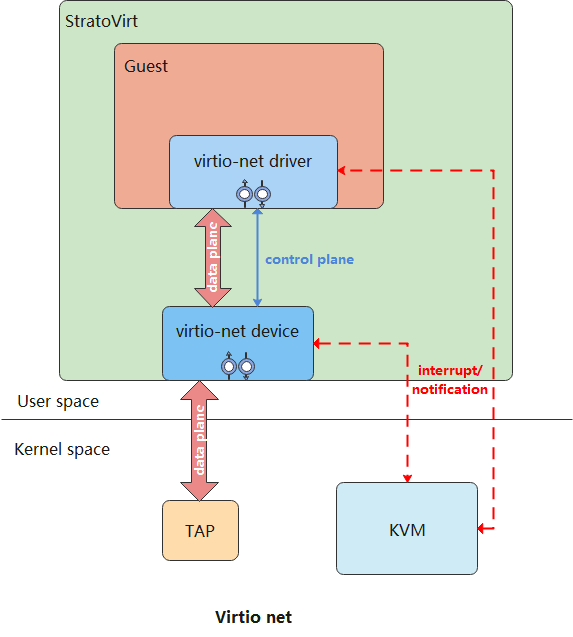 StratoVirt
Guest
virtio-net driver
data plane
control plane
virtio-net device
interrupt/
notification
User space
Kernel space
data plane
TAP
KVM
Virtio net